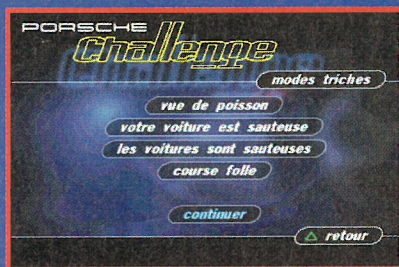 PORSCHE
Challenge
modes triches
vue de poisson
votre voiture est sauteuse
les voitures sont sauteuses
course folle
continuer
retour